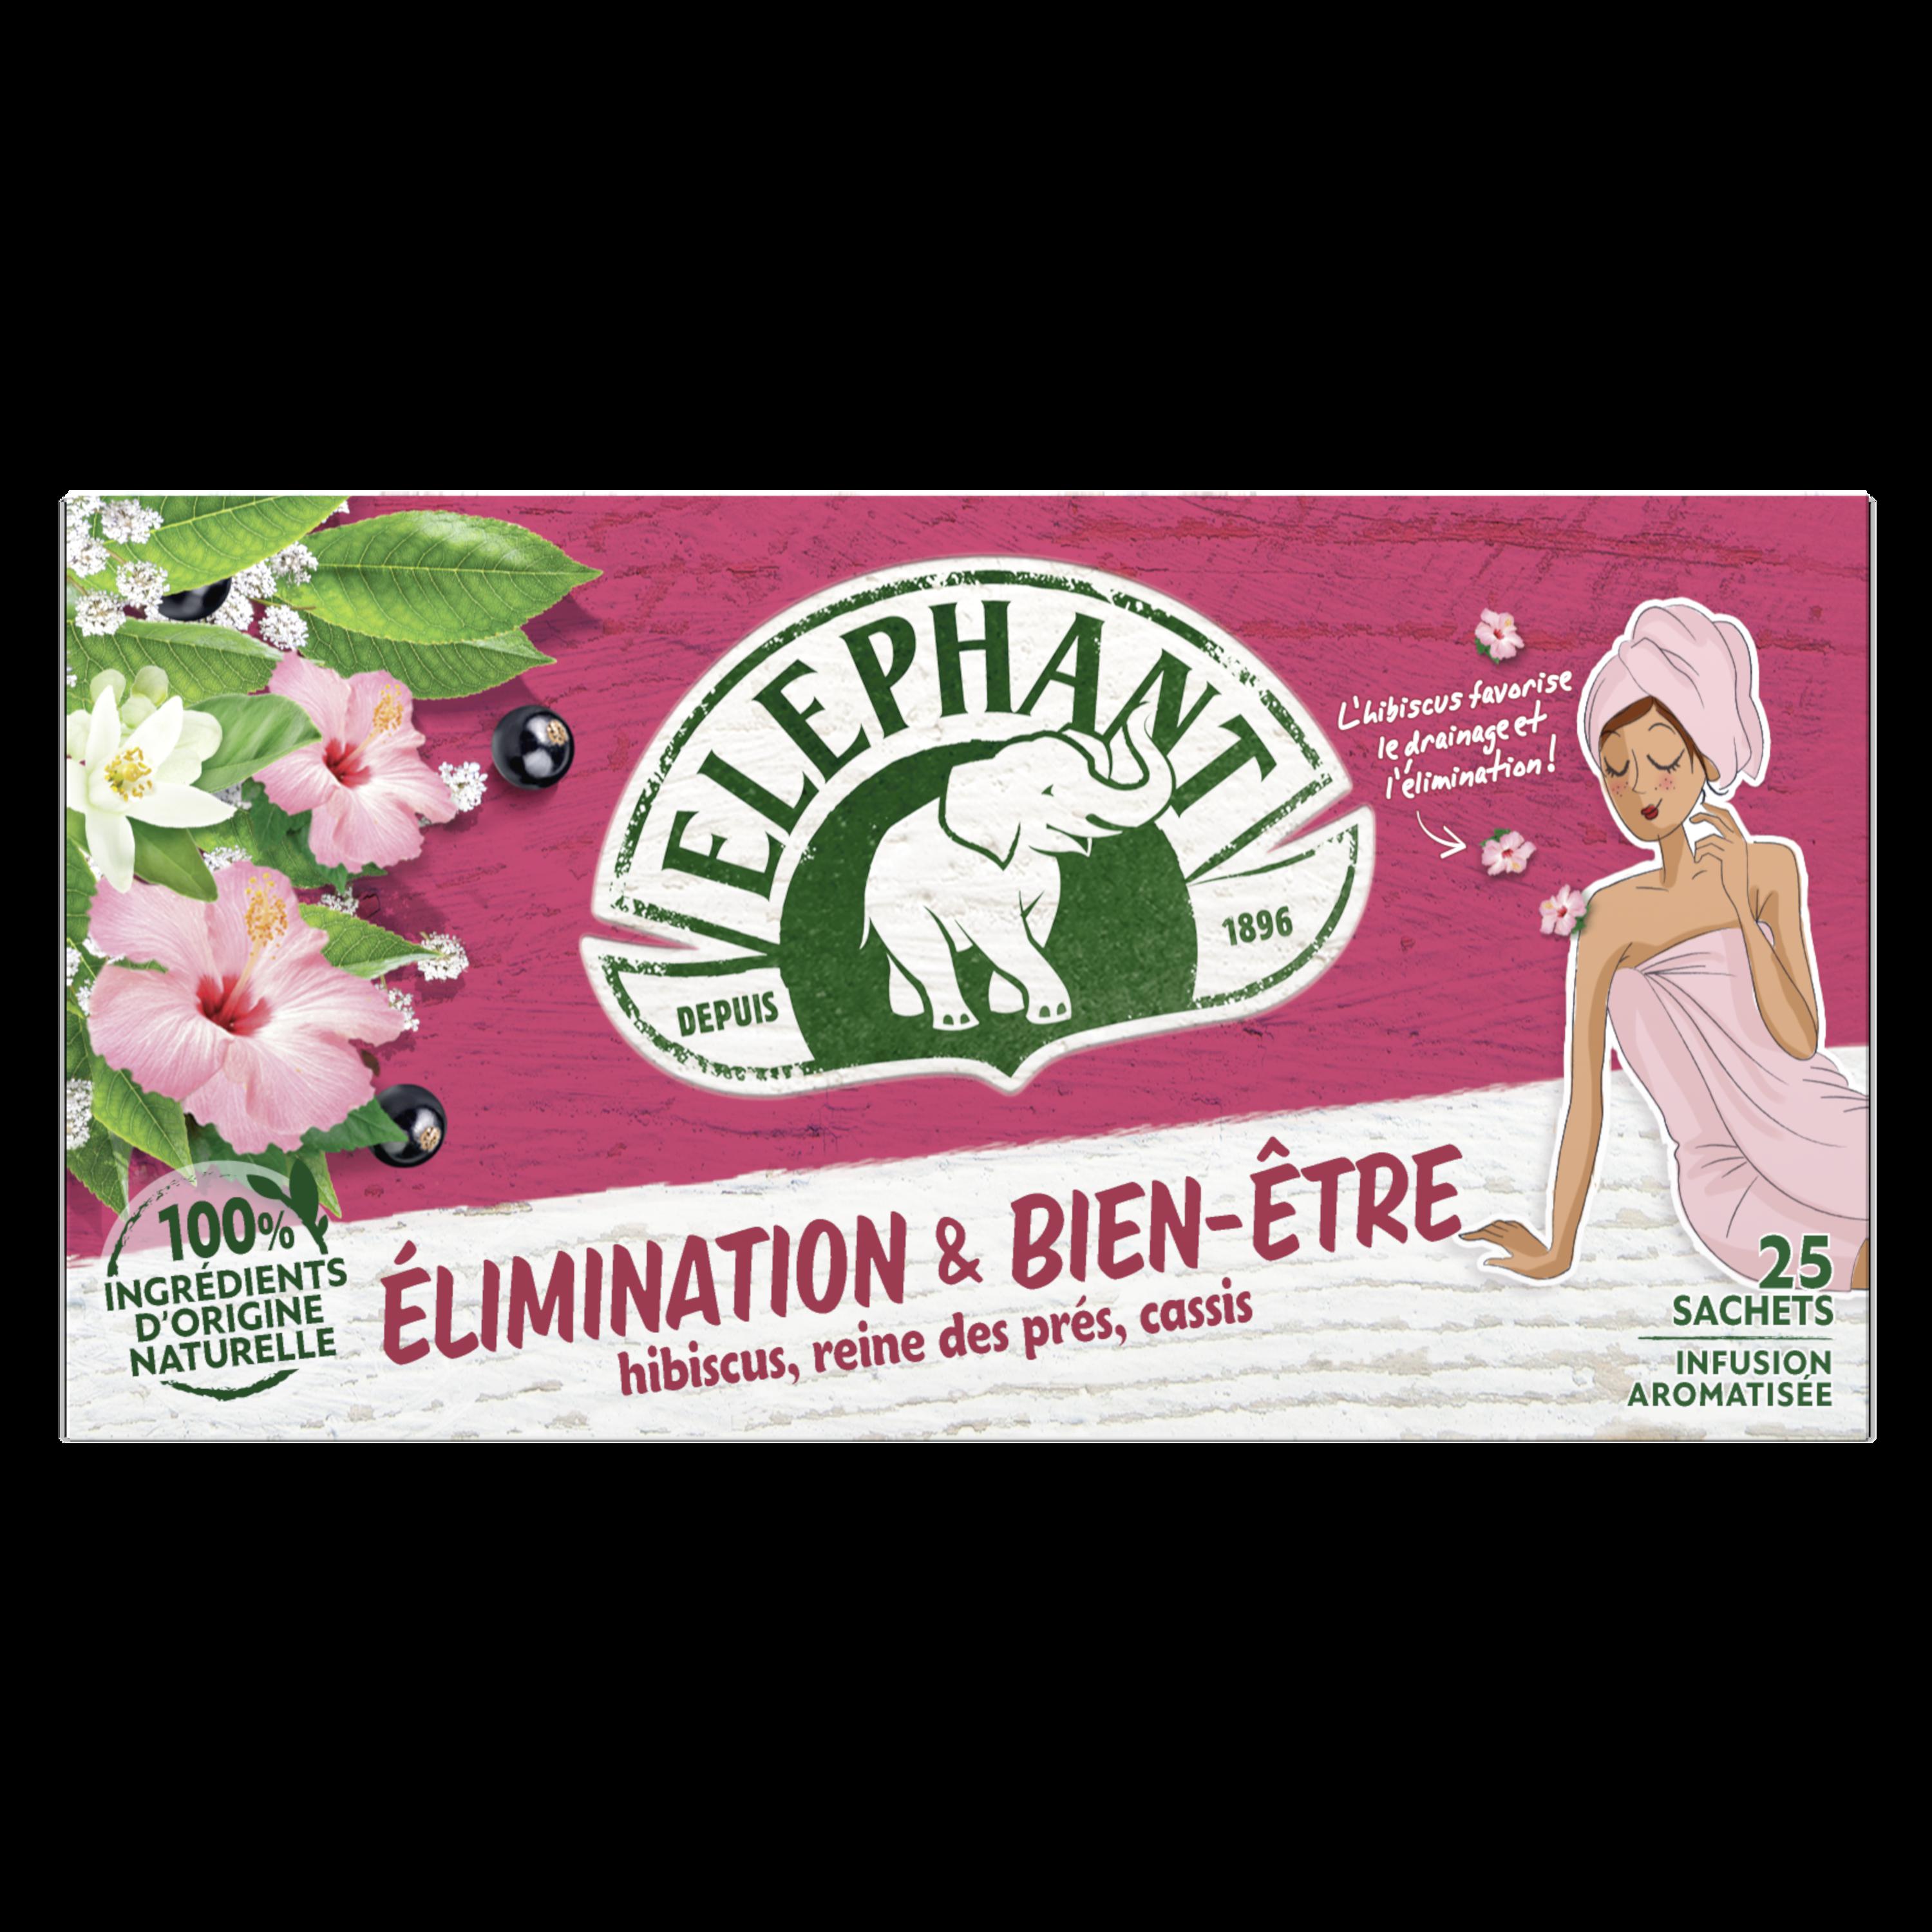 ELEPHANT
DEPUIS
1896
L'hibiscus favorise
le drainage et
l'élimination !
ÉLIMINATION & BIEN-ÊTRE
hibiscus, reine des prés, cassis
100%
INGRÉDIENTS
D'ORIGINE
NATURELLE
25
SACHETS
INFUSION
AROMATISÉE